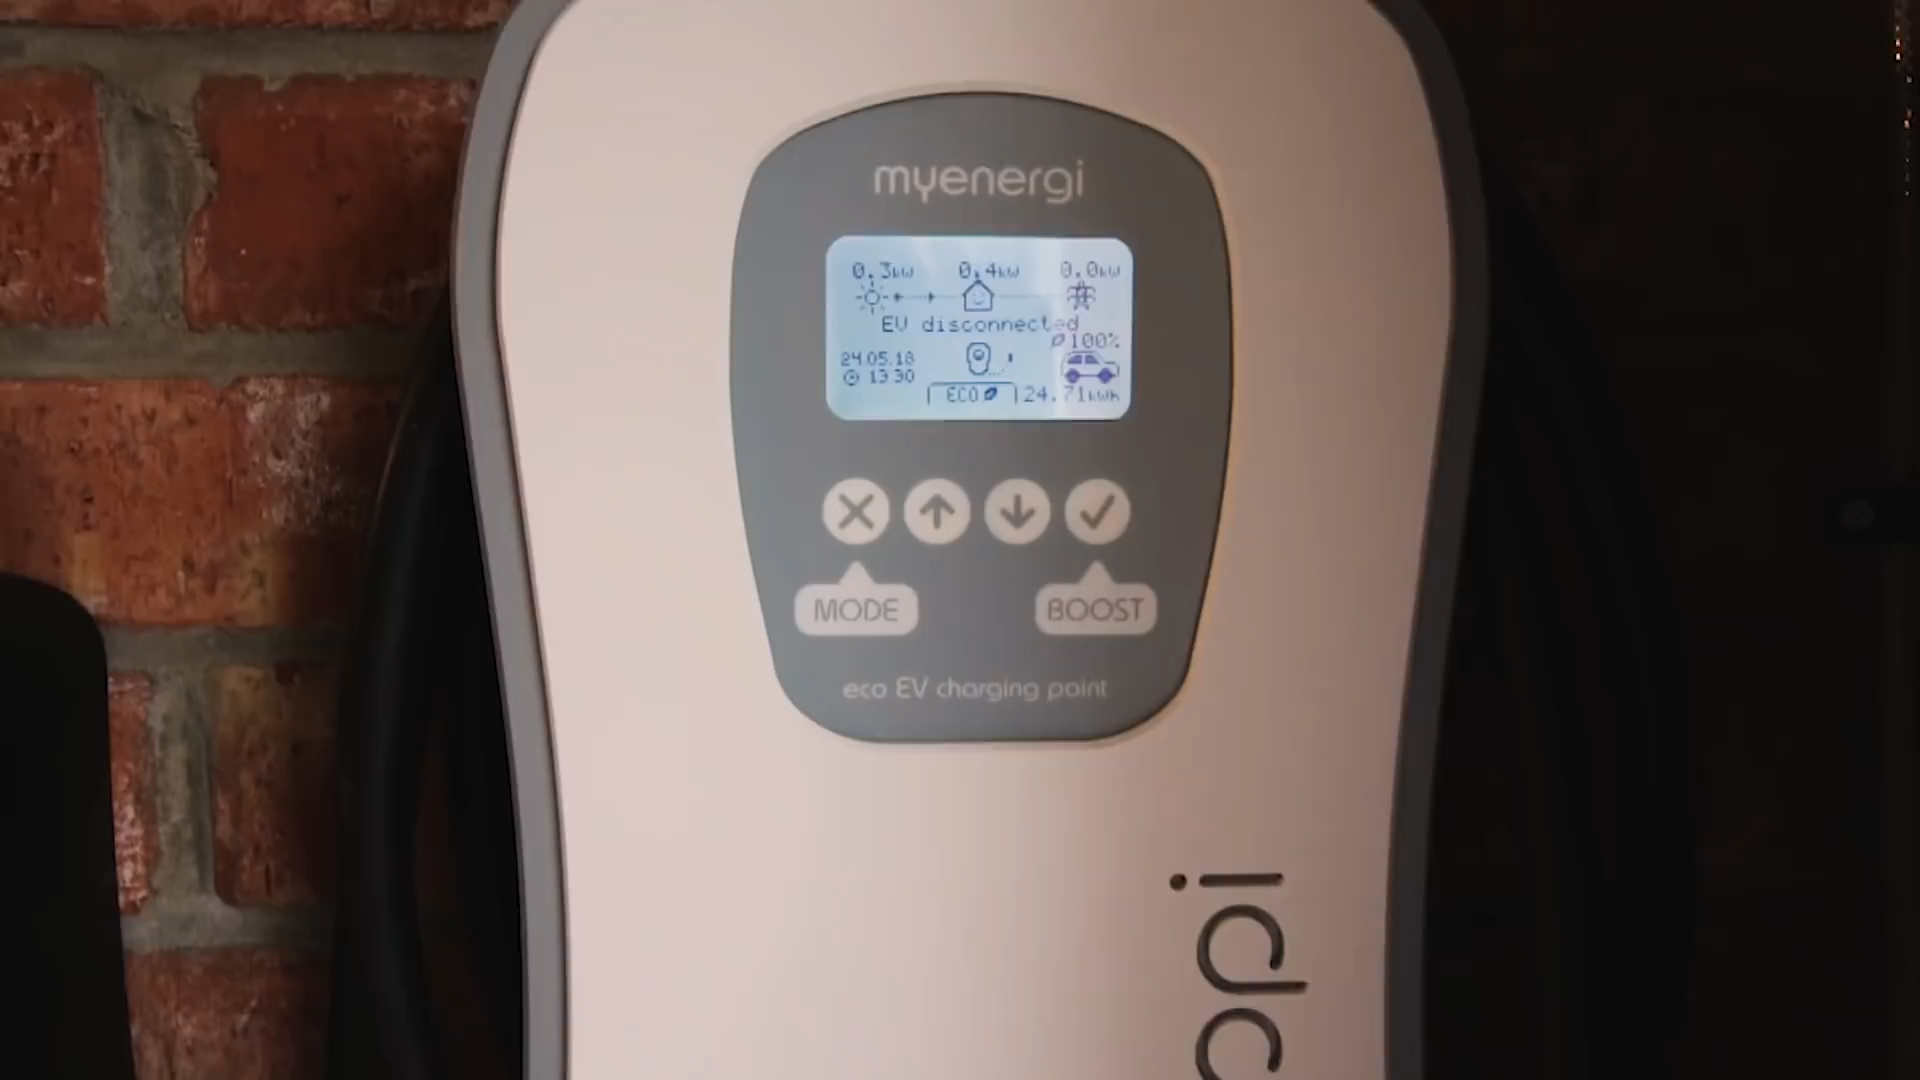 myenergi
0.3kW 0.4kW 0.0kW
EV disconnected
100%
24.05.18
13:30
ECO 24.71kWh
MODE BOOST
eco EV charging point